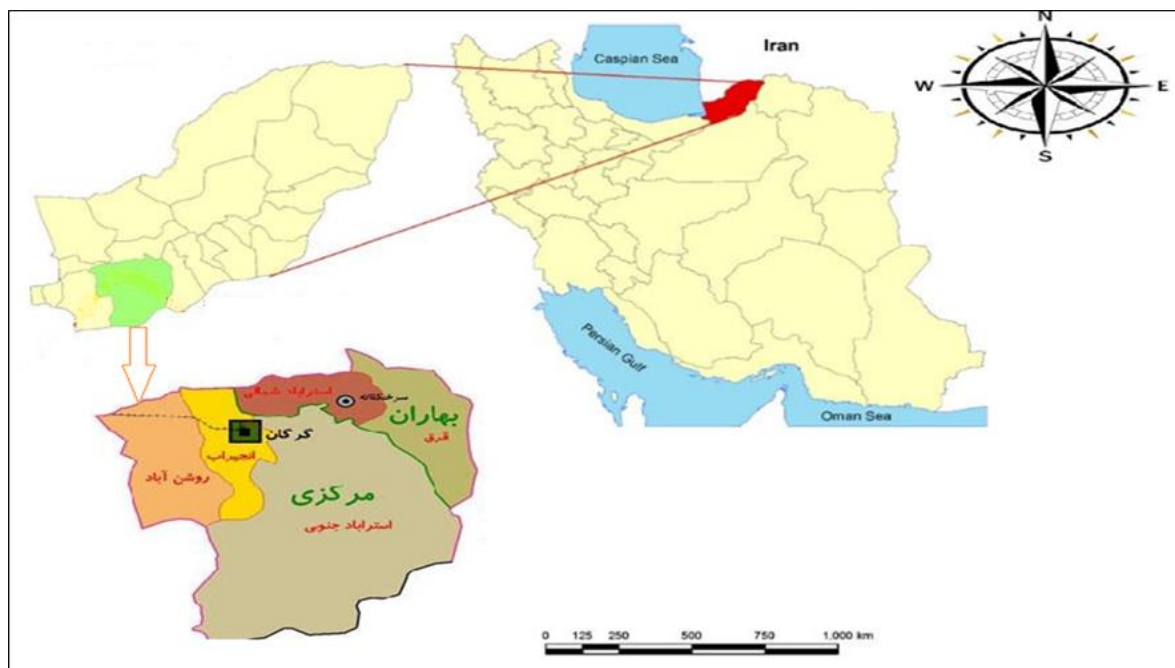 N
Iran
Caspian Sea
W
E
S
Persian Gulf
Oman Sea
استراباد شمالی
سرخنکلاته
بهاران
قرق
گرگان
انجیراب
روشن آباد
مرکزی
استراباد جنوبی
0 125 250 500 750 1,000 km